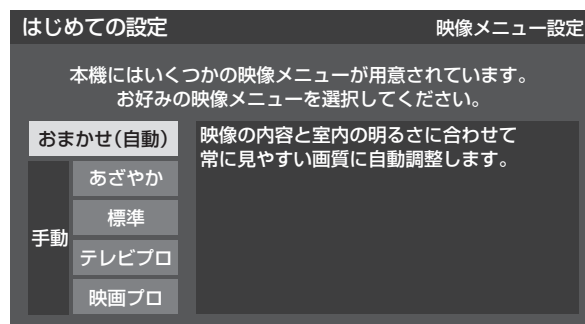 はじめての設定 映像メニュー設定
本機にはいくつかの映像メニューが用意されています。
お好みの映像メニューを選択してください。
おまかせ(自動)
手動
あざやか
標準
テレビプロ
映画プロ
映像の内容と室内の明るさに合わせて
常に見やすい画質に自動調整します。